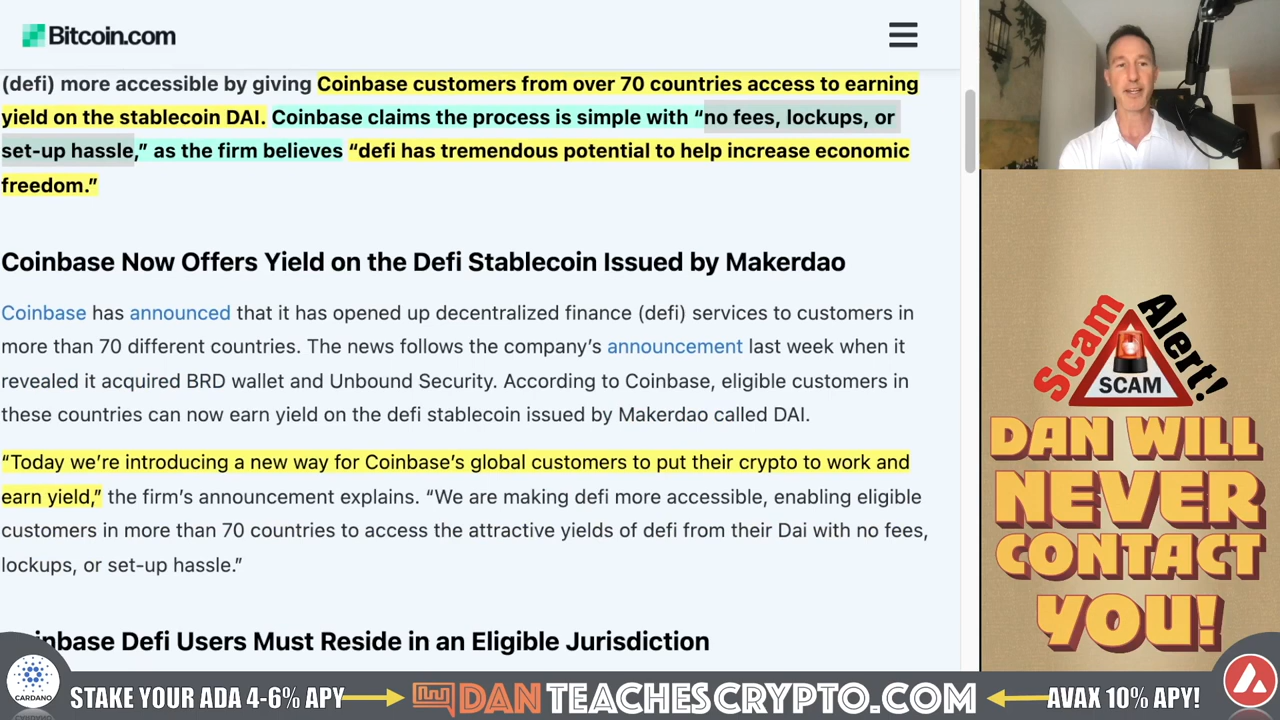 Bitcoin.com
(defi) more accessible by giving Coinbase customers from over 70 countries access to earning
yield on the stablecoin DAI. Coinbase claims the process is simple with “no fees, lockups, or
set-up hassle,” as the firm believes “defi has tremendous potential to help increase economic
freedom.”
Coinbase Now Offers Yield on the Defi Stablecoin Issued by Makerdao
Coinbase has announced that it has opened up decentralized finance (defi) services to customers in
more than 70 different countries. The news follows the company’s announcement last week when it
revealed it acquired BRD wallet and Unbound Security. According to Coinbase, eligible customers in
these countries can now earn yield on the defi stablecoin issued by Makerdao called DAI.
“Today we’re introducing a new way for Coinbase’s global customers to put their crypto to work and
earn yield,” the firm’s announcement explains. “We are making defi more accessible, enabling eligible
customers in more than 70 countries to access the attractive yields of defi from their Dai with no fees,
lockups, or set-up hassle.”
inbase Defi Users Must Reside in an Eligible Jurisdiction
Scam Alert!
SCAM
DAN WILL
NEVER
CONTACT
YOU!
CARDANO
STAKE YOUR ADA 4-6% APY
DANTEACHESCRYPTO.COM
AVAX 10% APY!